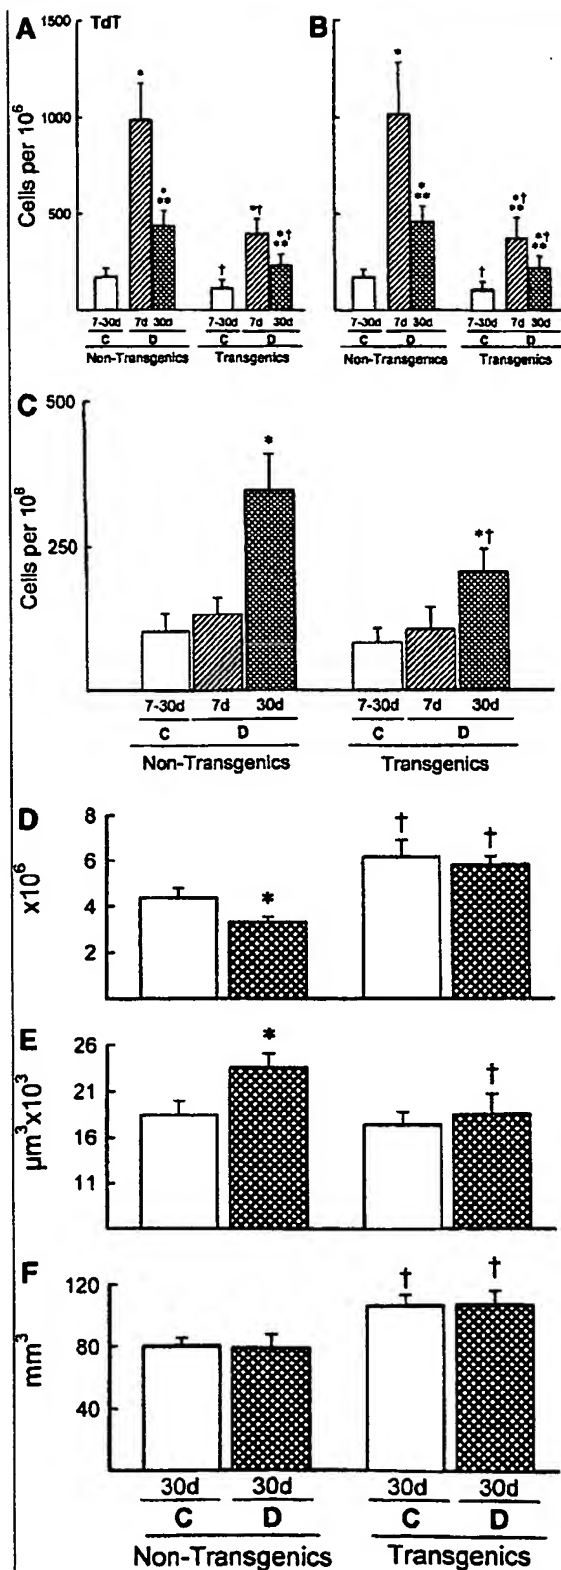 A
TdT
B
1500
1000
500
Cells per 10⁶
*
*
**
†
*†
*†
**
*
*
**
†
*†
**
*†
**
7-30d 7d 30d 7-30d 7d 30d
C D C D
Non-Transgenics Transgenics
7-30d 7d 30d 7-30d 7d 30d
C D C D
Non-Transgenics Transgenics
C
500
250
Cells per 10⁸
*
*†
7-30d 7d 30d 7-30d 7d 30d
C D C D
Non-Transgenics Transgenics
D
8
6
4
2
x10⁶
*
†
†
E
26
21
16
11
µm³x10³
*
†
F
120
80
40
mm³
†
†
30d 30d 30d 30d
C D C D
Non-Transgenics Transgenics